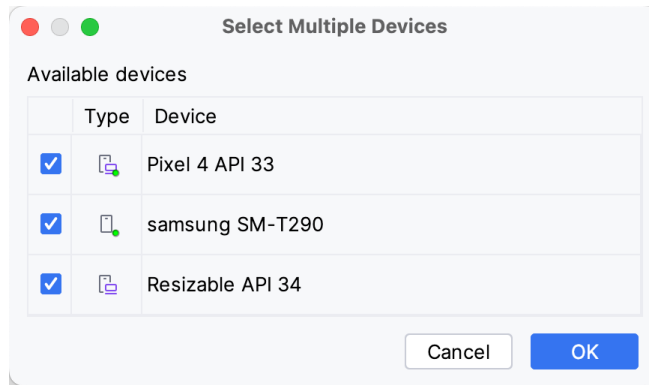 Select Multiple Devices
Available devices
Type Device
Pixel 4 API 33
samsung SM-T290
Resizable API 34
Cancel OK